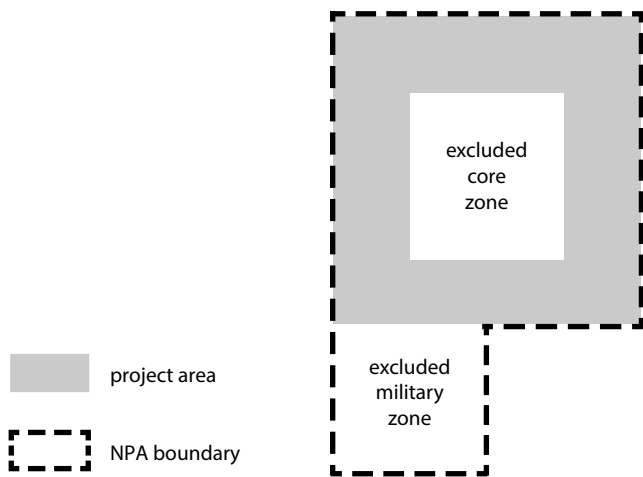 excluded
core
zone
excluded
military
zone
project area
NPA boundary